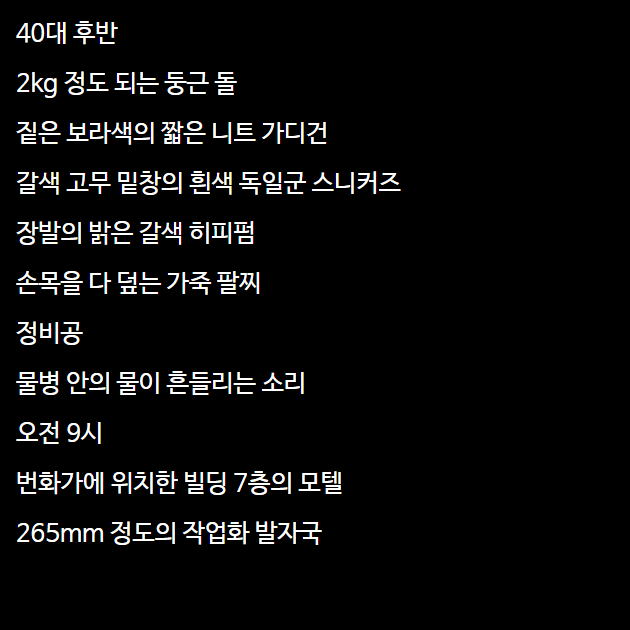 40대 후반
2kg 정도 되는 둥근 돌
짙은 보라색의 짧은 니트 가디건
갈색 고무 밑창의 흰색 독일군 스니커즈
장발의 밝은 갈색 히피펌
손목을 다 덮는 가죽 팔찌
정비공
물병 안의 물이 흔들리는 소리
오전 9시
번화가에 위치한 빌딩 7층의 모텔
265mm 정도의 작업화 발자국